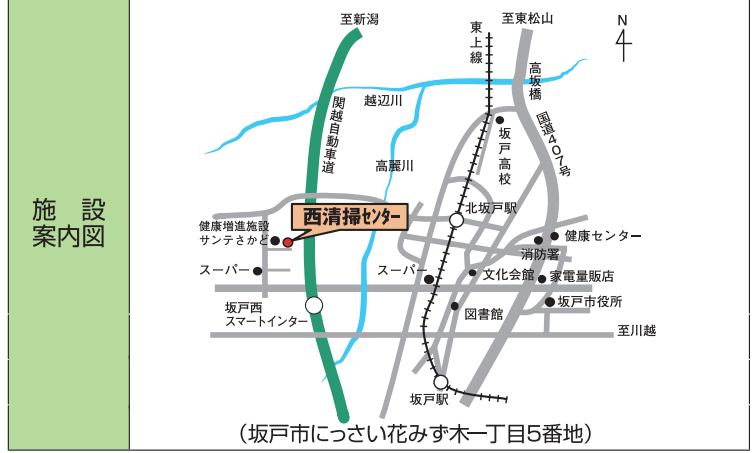 施 設
案内図
至新潟
東上線
至東松山
N
高坂橋
越辺川
関越自動車道
国道407号
坂戸高校
高麗川
西清掃センター
北坂戸駅
健康増進施設
サンテさかど
健康センター
消防署
スーパー
スーパー
文化会館
家電量販店
坂戸西
スマートインター
図書館
坂戸市役所
至川越
坂戸駅
（坂戸市にっさい花みず木一丁目5番地）